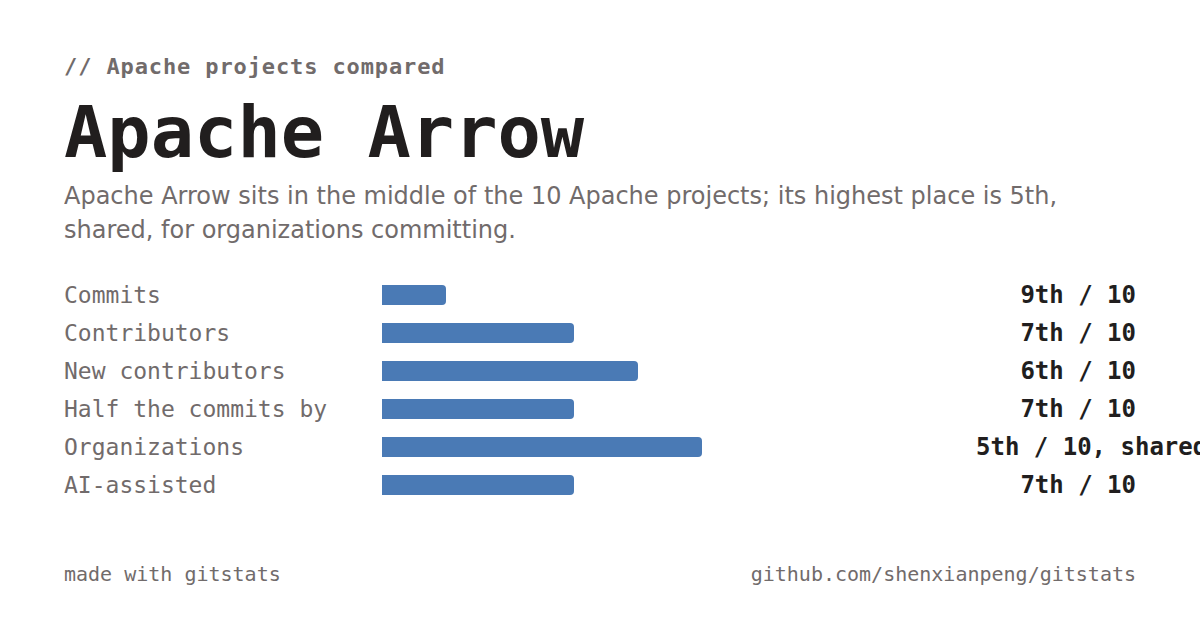 // Apache projects compared
Apache Arrow
Apache Arrow sits in the middle of the 10 Apache projects; its highest place is 5th,
shared, for organizations committing.
Commits 9th / 10
Contributors 7th / 10
New contributors 6th / 10
Half the commits by 7th / 10
Organizations 5th / 10, shared
AI-assisted 7th / 10
made with gitstats github.com/shenxianpeng/gitstats